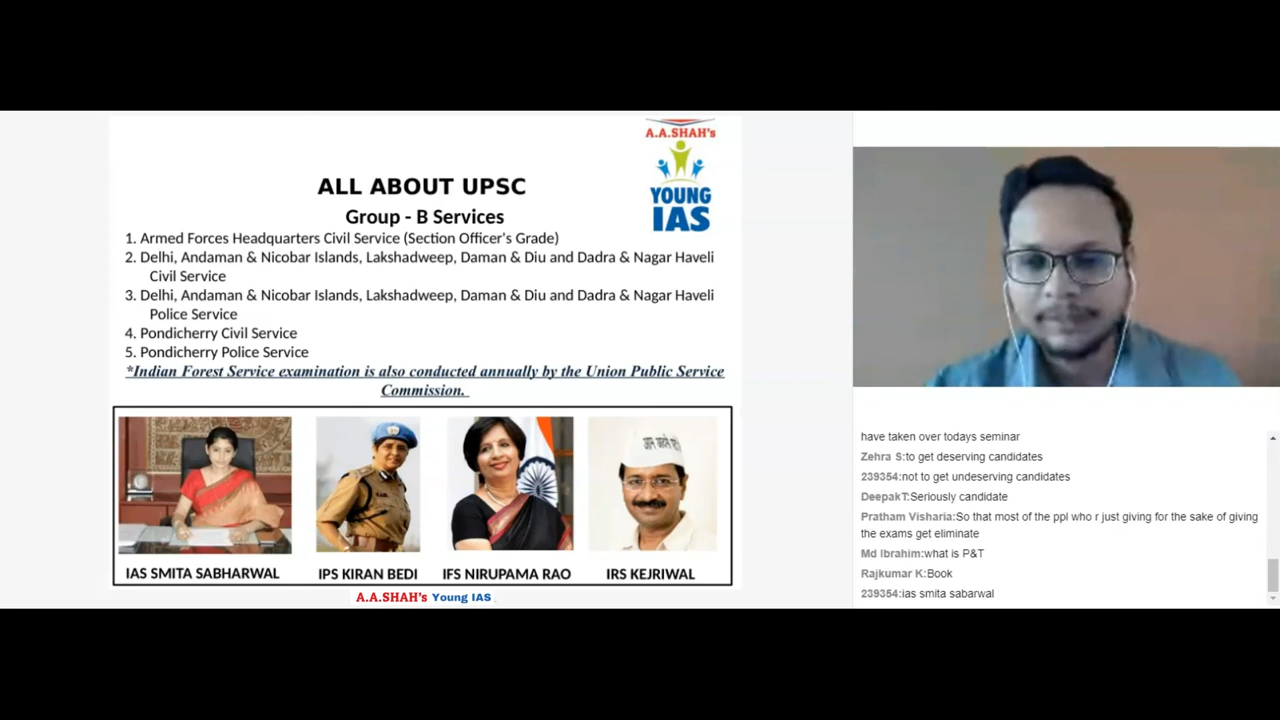 A.A.SHAH's
YOUNG
IAS
ALL ABOUT UPSC
Group - B Services
1. Armed Forces Headquarters Civil Service (Section Officer's Grade)
2. Delhi, Andaman & Nicobar Islands, Lakshadweep, Daman & Diu and Dadra & Nagar Haveli
Civil Service
3. Delhi, Andaman & Nicobar Islands, Lakshadweep, Daman & Diu and Dadra & Nagar Haveli
Police Service
4. Pondicherry Civil Service
5. Pondicherry Police Service
*Indian Forest Service examination is also conducted annually by the Union Public Service
Commission.
IAS SMITA SABHARWAL
IPS KIRAN BEDI
IFS NIRUPAMA RAO
IRS KEJRIWAL
A.A.SHAH's Young IAS
have taken over todays seminar
Zehra S:to get deserving candidates
239354:not to get undeserving candidates
DeepakT:Seriously candidate
Pratham Visharia:So that most of the ppl who r just giving for the sake of giving
the exams get eliminate
Md Ibrahim:what is P&T
Rajkumar K:Book
239354:ias smita sabarwal